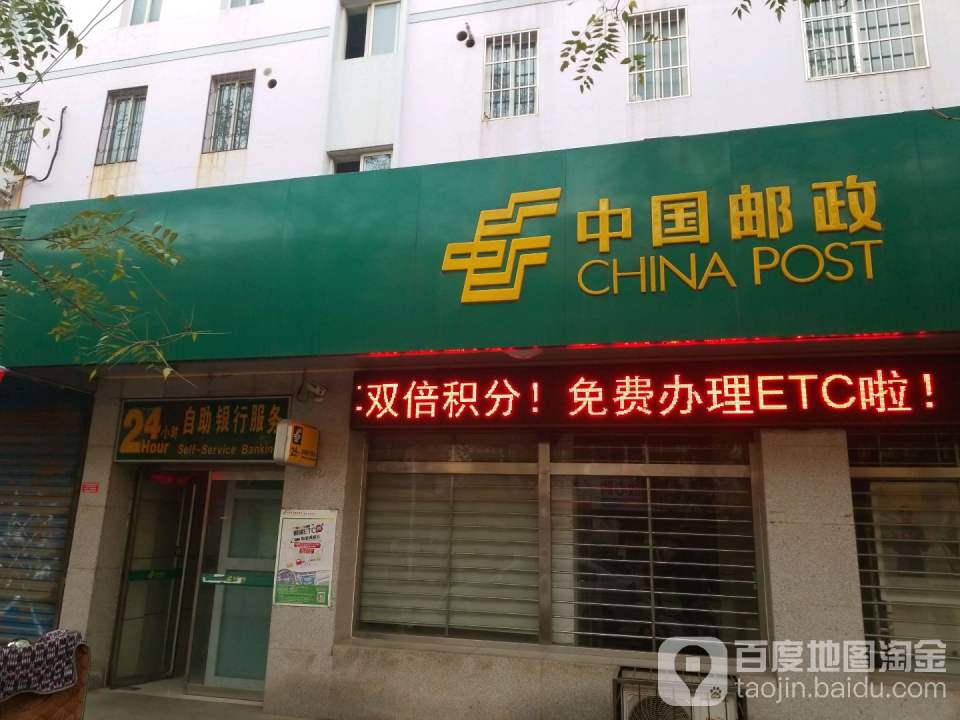 中国邮政
CHINA POST
双倍积分！免费办理ETC啦！
24小时 自助银行服务
Hour Self-Service Banking
ETC
百度地图淘金
taojin.baidu.com